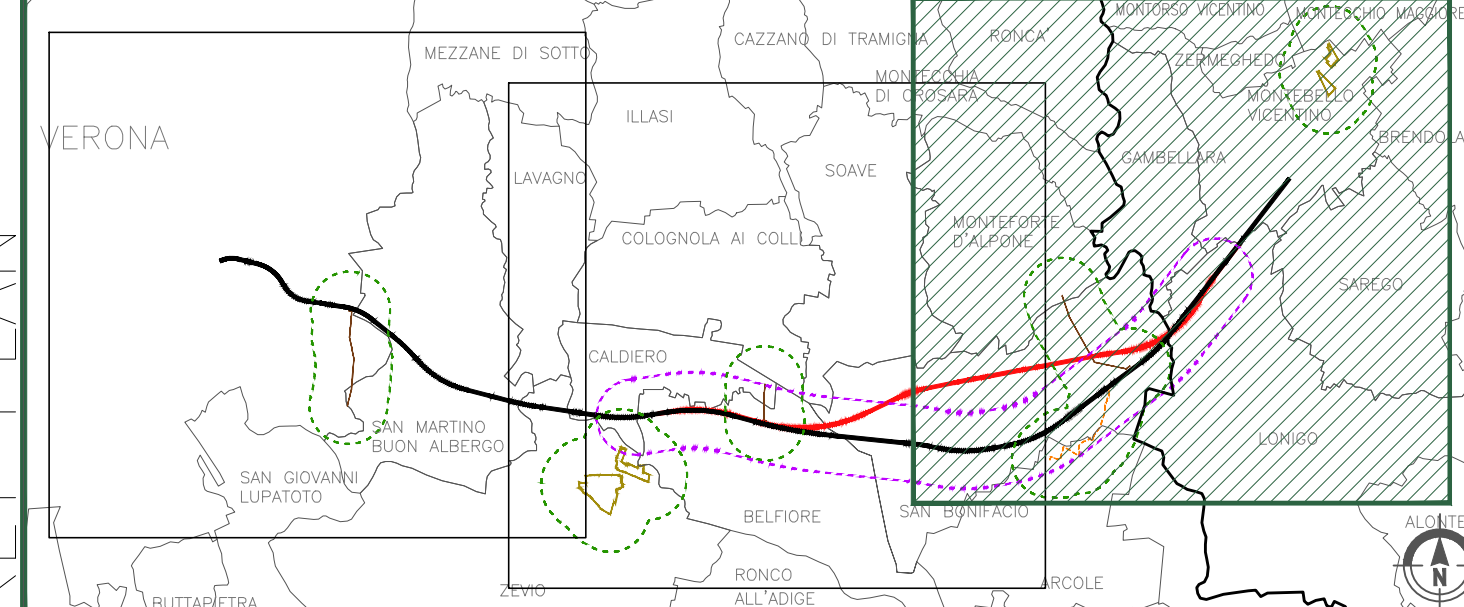 MONTORSO VICENTINO
MONTECCHIO MAGGIORE
CAZZANO DI TRAMIGNA
RONCA'
MEZZANE DI SOTTO
ZERMEGHEDO
MONTECCHIA
DI CROSARA
MONTEBELLO
VICENTINO
ILLASI
VERONA
BRENDOLA
GAMBELLARA
SOAVE
LAVAGNO
MONTEFORTE
D'ALPONE
COLOGNOLA AI COLLI
SAREGO
CALDIERO
SAN MARTINO
BUON ALBERGO
LONIGO
SAN GIOVANNI
LUPATOTO
SAN BONIFACIO
BELFIORE
ALONTE
RONCO
ALL'ADIGE
ARCOLE
ZEVIO
BUTTAPIETRA
N